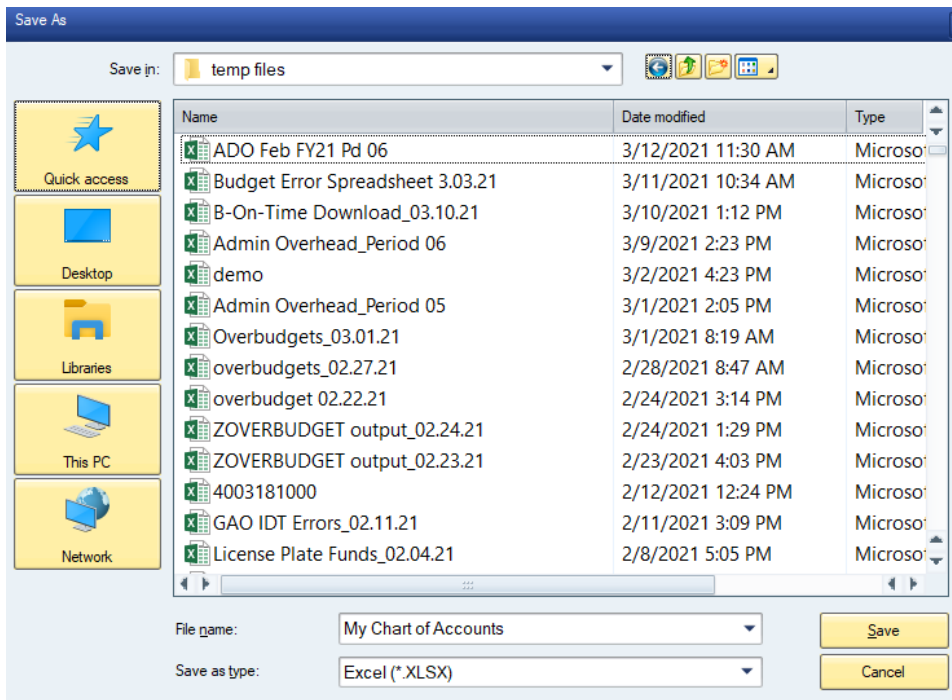 Save As
Save in: temp files
Name Date modified Type
ADO Feb FY21 Pd 06 3/12/2021 11:30 AM Microsof
Quick access
Budget Error Spreadsheet 3.03.21 3/11/2021 10:34 AM Microsof
B-On-Time Download_03.10.21 3/10/2021 1:12 PM Microsof
Admin Overhead_Period 06 3/9/2021 2:23 PM Microsof
Desktop
demo 3/2/2021 4:23 PM Microsof
Admin Overhead_Period 05 3/1/2021 2:05 PM Microsof
Overbudgets_03.01.21 3/1/2021 8:19 AM Microsof
Libraries
overbudgets_02.27.21 2/28/2021 8:47 AM Microsof
overbudget 02.22.21 2/24/2021 3:14 PM Microsof
ZOVERBUDGET output_02.24.21 2/24/2021 1:29 PM Microsof
This PC
ZOVERBUDGET output_02.23.21 2/23/2021 4:03 PM Microsof
4003181000 2/12/2021 12:24 PM Microsof
GAO IDT Errors_02.11.21 2/11/2021 3:09 PM Microsof
Network
License Plate Funds_02.04.21 2/8/2021 5:05 PM Microsof
File name: My Chart of Accounts Save
Save as type: Excel (*.XLSX) Cancel